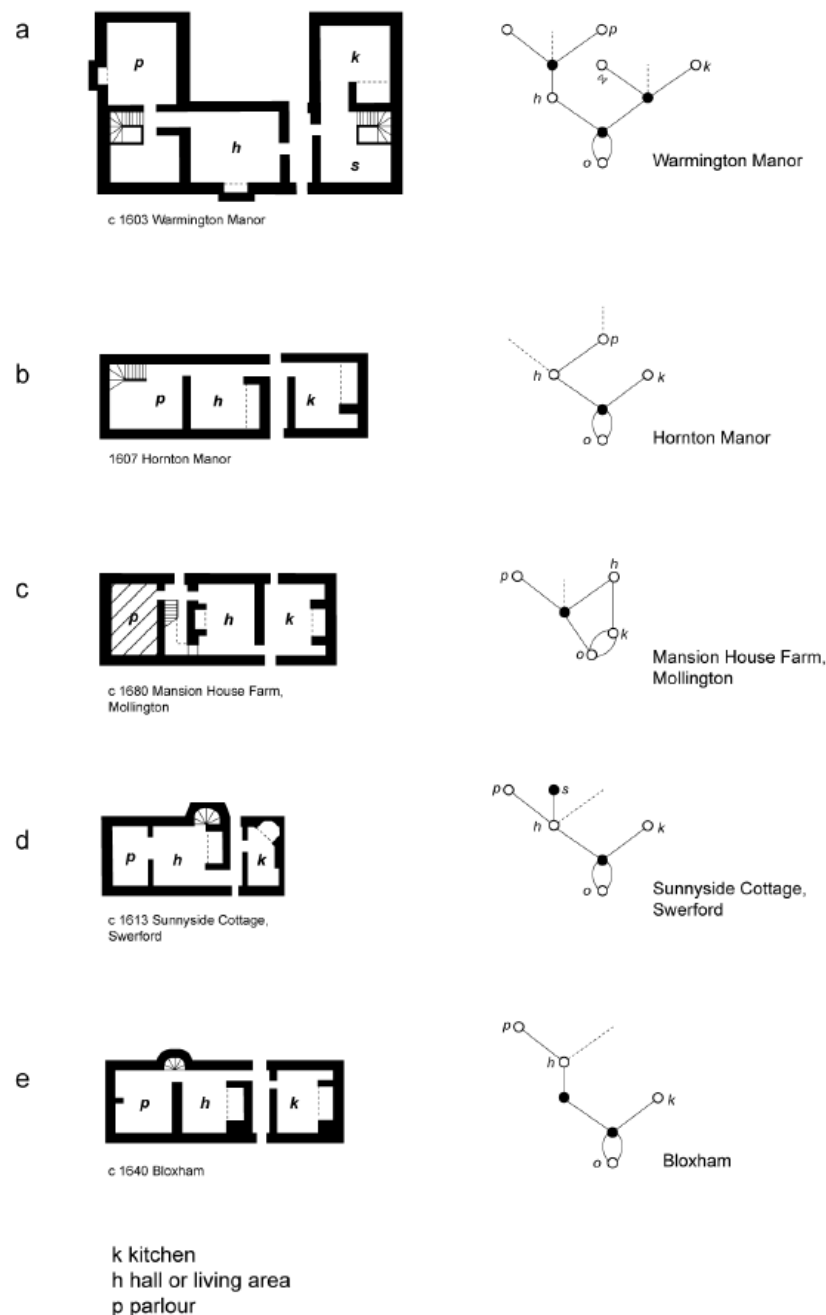 a
p
k
h
s
c 1603 Warmington Manor
p
s
k
h
o
Warmington Manor
b
p
h
k
1607 Hornton Manor
p
h
k
o
Hornton Manor
c
p
h
k
c 1680 Mansion House Farm,
Mollington
p
h
k
o
Mansion House Farm,
Mollington
d
p
h
k
c 1613 Sunnyside Cottage,
Swerford
p
s
h
k
o
Sunnyside Cottage,
Swerford
e
p
h
k
c 1640 Bloxham
p
h
k
o
Bloxham
k kitchen
h hall or living area
p parlour